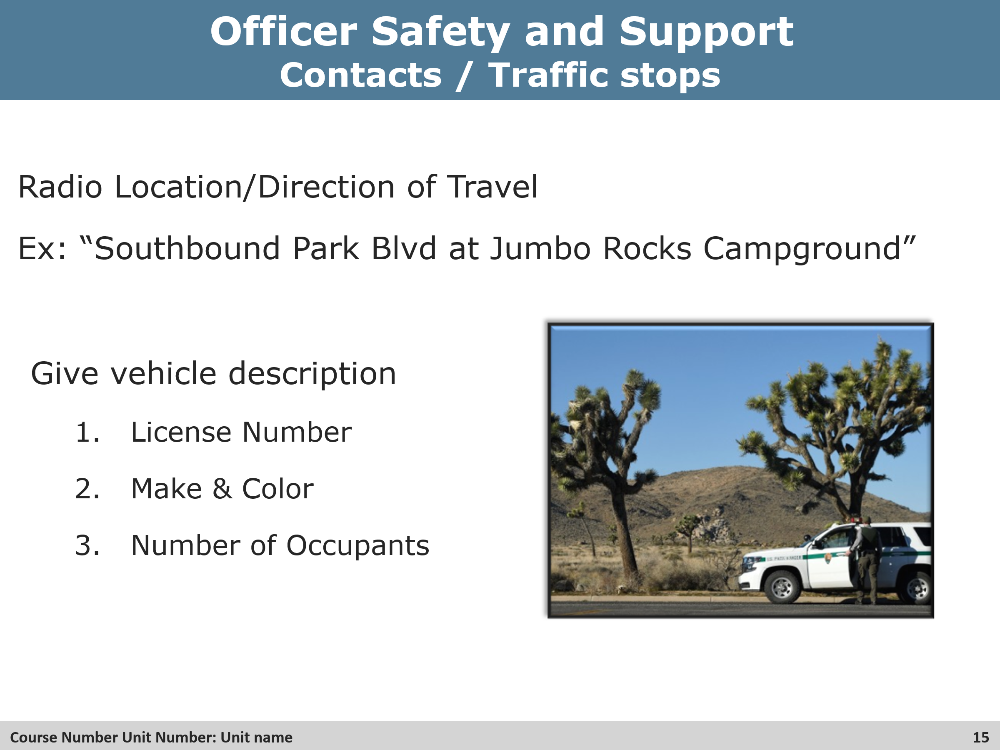 Officer Safety and Support
Contacts / Traffic stops
Radio Location/Direction of Travel
Ex: “Southbound Park Blvd at Jumbo Rocks Campground”
Give vehicle description
1. License Number
2. Make & Color
3. Number of Occupants
U.S. PARK RANGER
Course Number Unit Number: Unit name
15